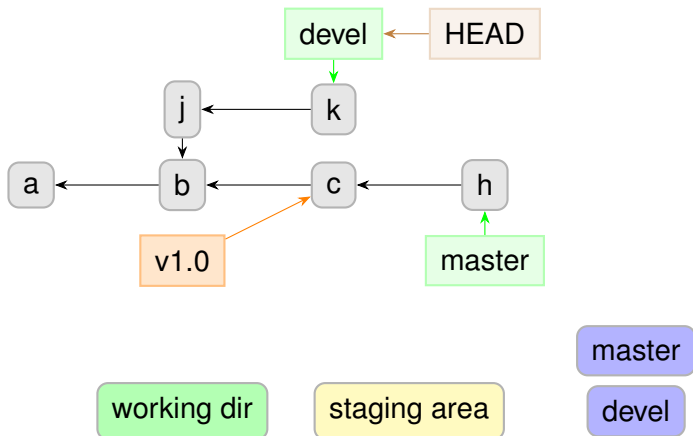 devel HEAD
j k
a b c h
v1.0 master
master
working dir staging area devel